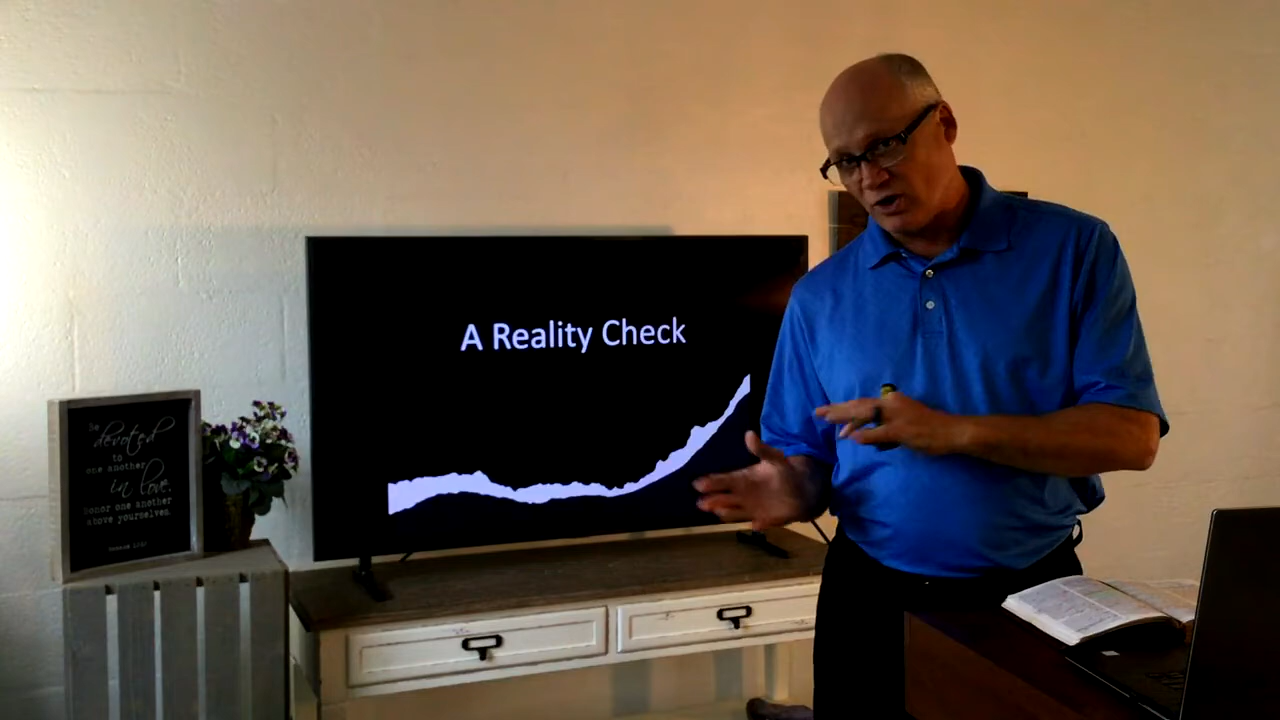 A Reality Check
Be
devoted
to
one another
in love.
honor one another
above yourselves.